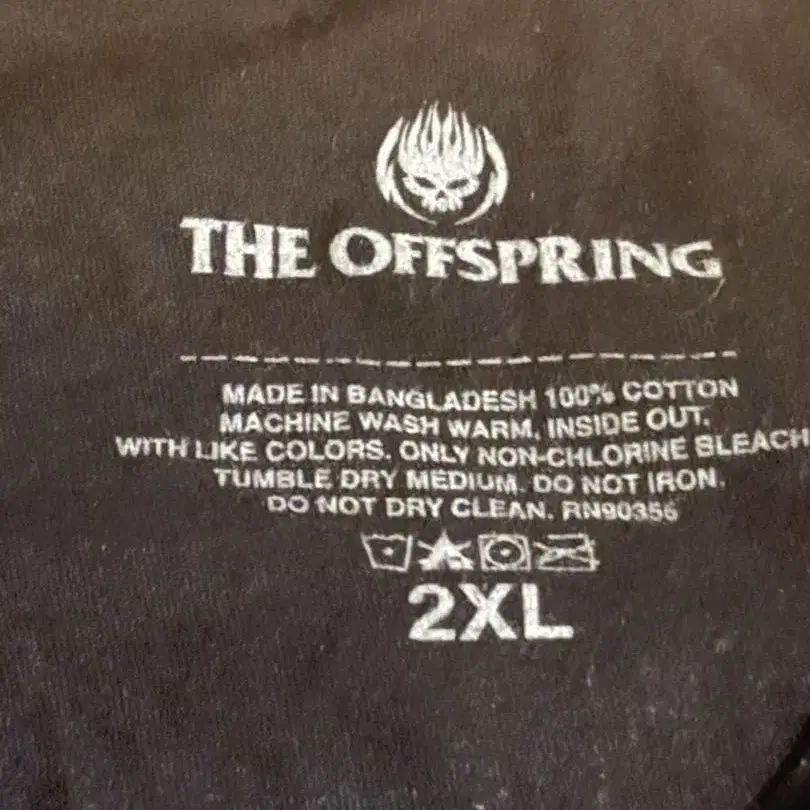 THE OFFSPRING
MADE IN BANGLADESH 100% COTTON
MACHINE WASH WARM, INSIDE OUT,
WITH LIKE COLORS. ONLY NON-CHLORINE BLEACH
TUMBLE DRY MEDIUM. DO NOT IRON.
DO NOT DRY CLEAN. RN90356
2XL